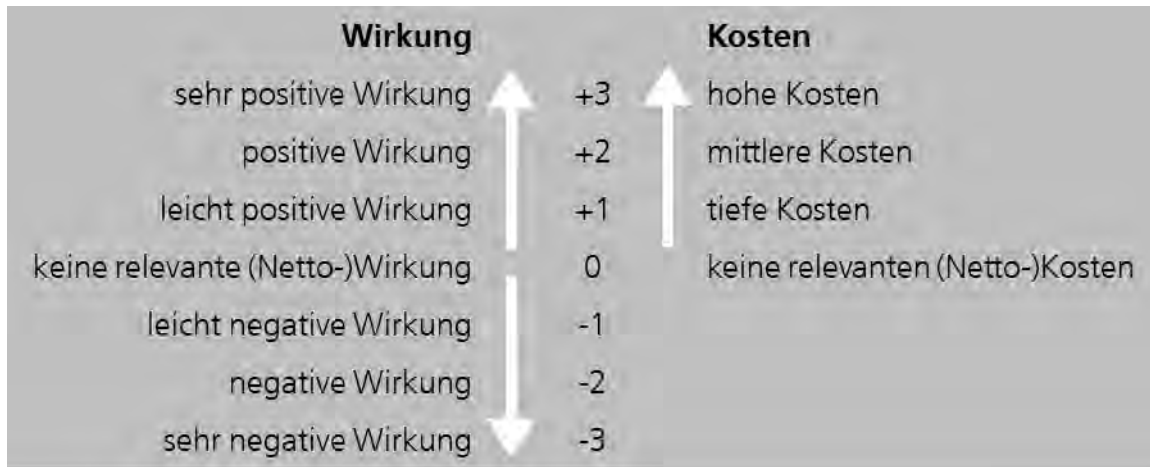 Wirkung Kosten
sehr positive Wirkung +3 hohe Kosten
positive Wirkung +2 mittlere Kosten
leicht positive Wirkung +1 tiefe Kosten
keine relevante (Netto-)Wirkung 0 keine relevanten (Netto-)Kosten
leicht negative Wirkung -1
negative Wirkung -2
sehr negative Wirkung -3